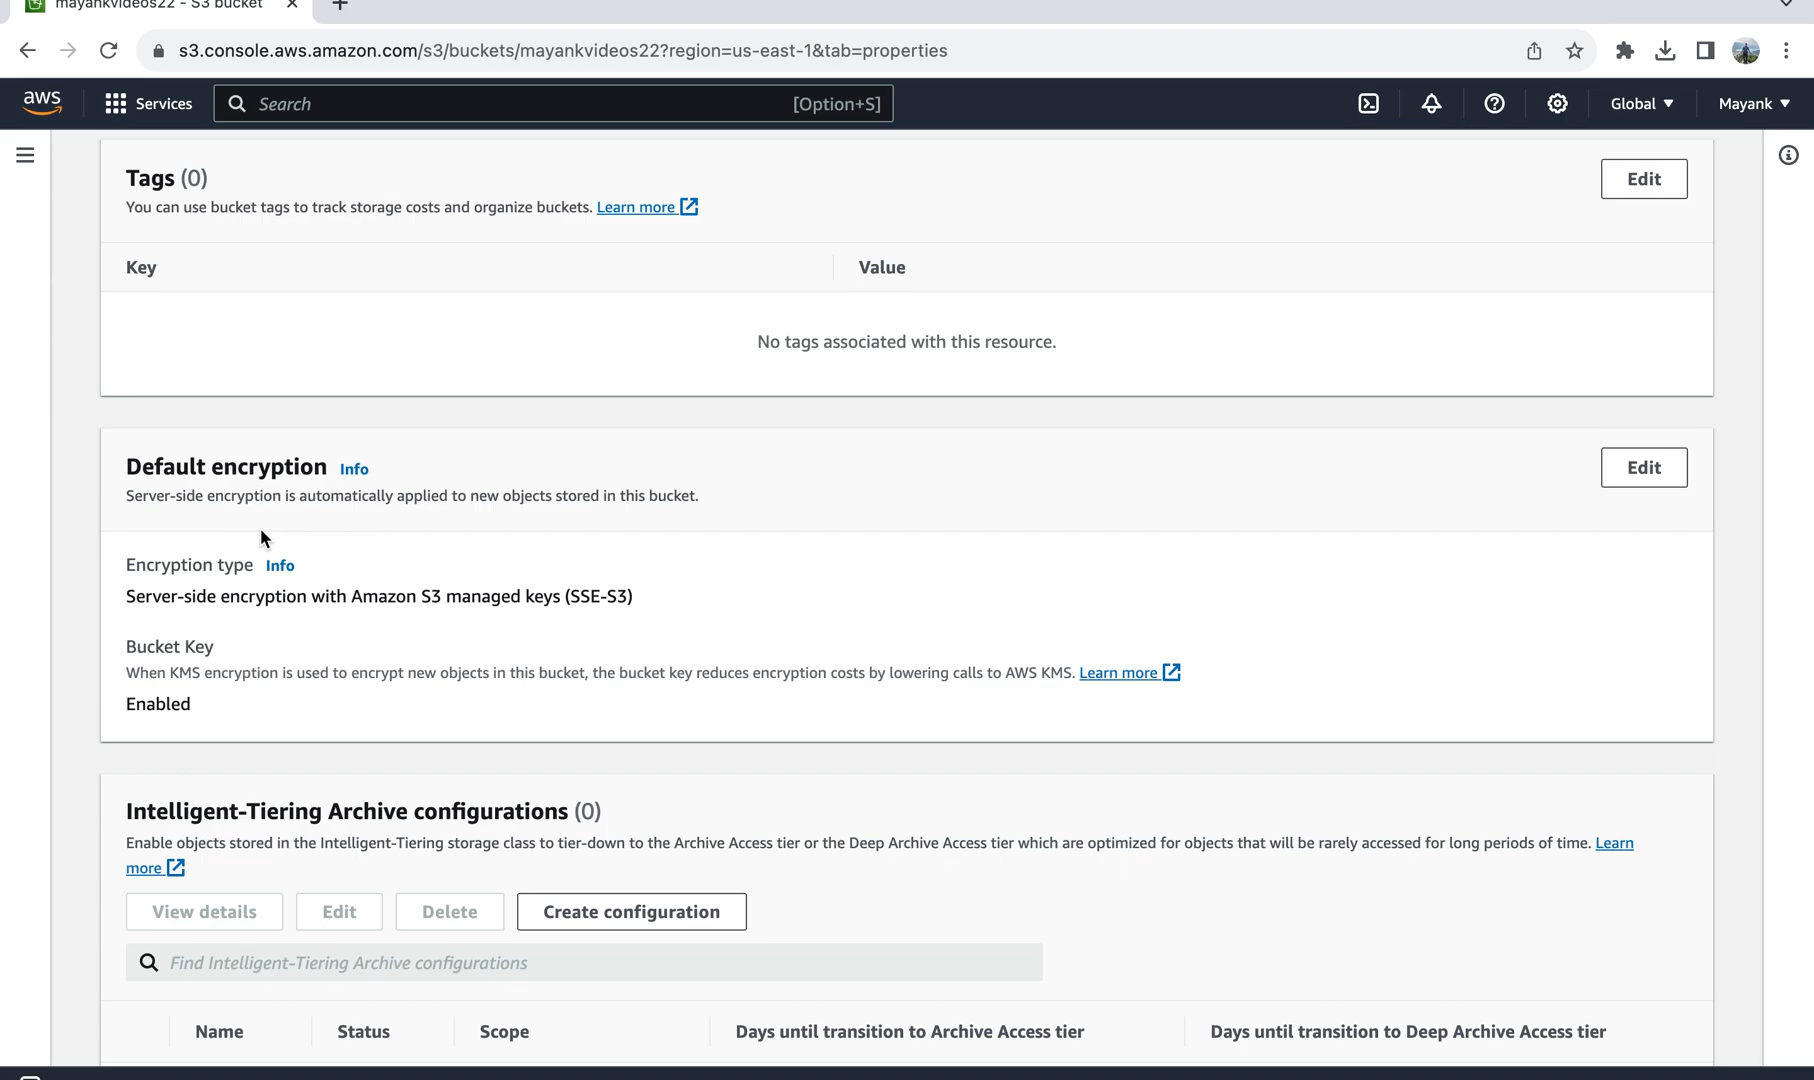 mayankvideos22 - S3 bucket
s3.console.aws.amazon.com/s3/buckets/mayankvideos22?region=us-east-1&tab=properties
aws Services Search [Option+S] Global Mayank
Tags (0)
Edit
You can use bucket tags to track storage costs and organize buckets. Learn more
Key Value
No tags associated with this resource.
Default encryption Info
Edit
Server-side encryption is automatically applied to new objects stored in this bucket.
Encryption type Info
Server-side encryption with Amazon S3 managed keys (SSE-S3)
Bucket Key
When KMS encryption is used to encrypt new objects in this bucket, the bucket key reduces encryption costs by lowering calls to AWS KMS. Learn more
Enabled
Intelligent-Tiering Archive configurations (0)
Enable objects stored in the Intelligent-Tiering storage class to tier-down to the Archive Access tier or the Deep Archive Access tier which are optimized for objects that will be rarely accessed for long periods of time. Learn
more
View details Edit Delete Create configuration
Find Intelligent-Tiering Archive configurations
Name Status Scope Days until transition to Archive Access tier Days until transition to Deep Archive Access tier